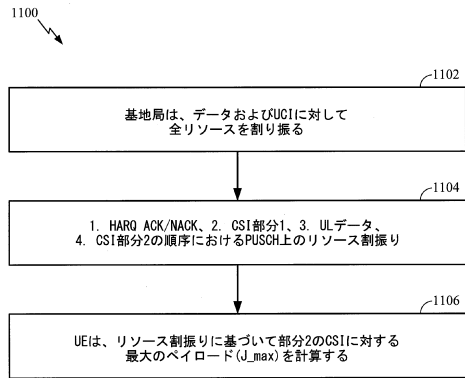 1100
1102
基地局は、データおよびUCIに対して
全リソースを割り振る
1104
1. HARQ ACK/NACK、2. CSI部分1、3. ULデータ、
4. CSI部分2の順序におけるPUSCH上のリソース割振り
1106
UEは、リソース割振りに基づいて部分2のCSIに対する
最大のペイロード(J_max)を計算する